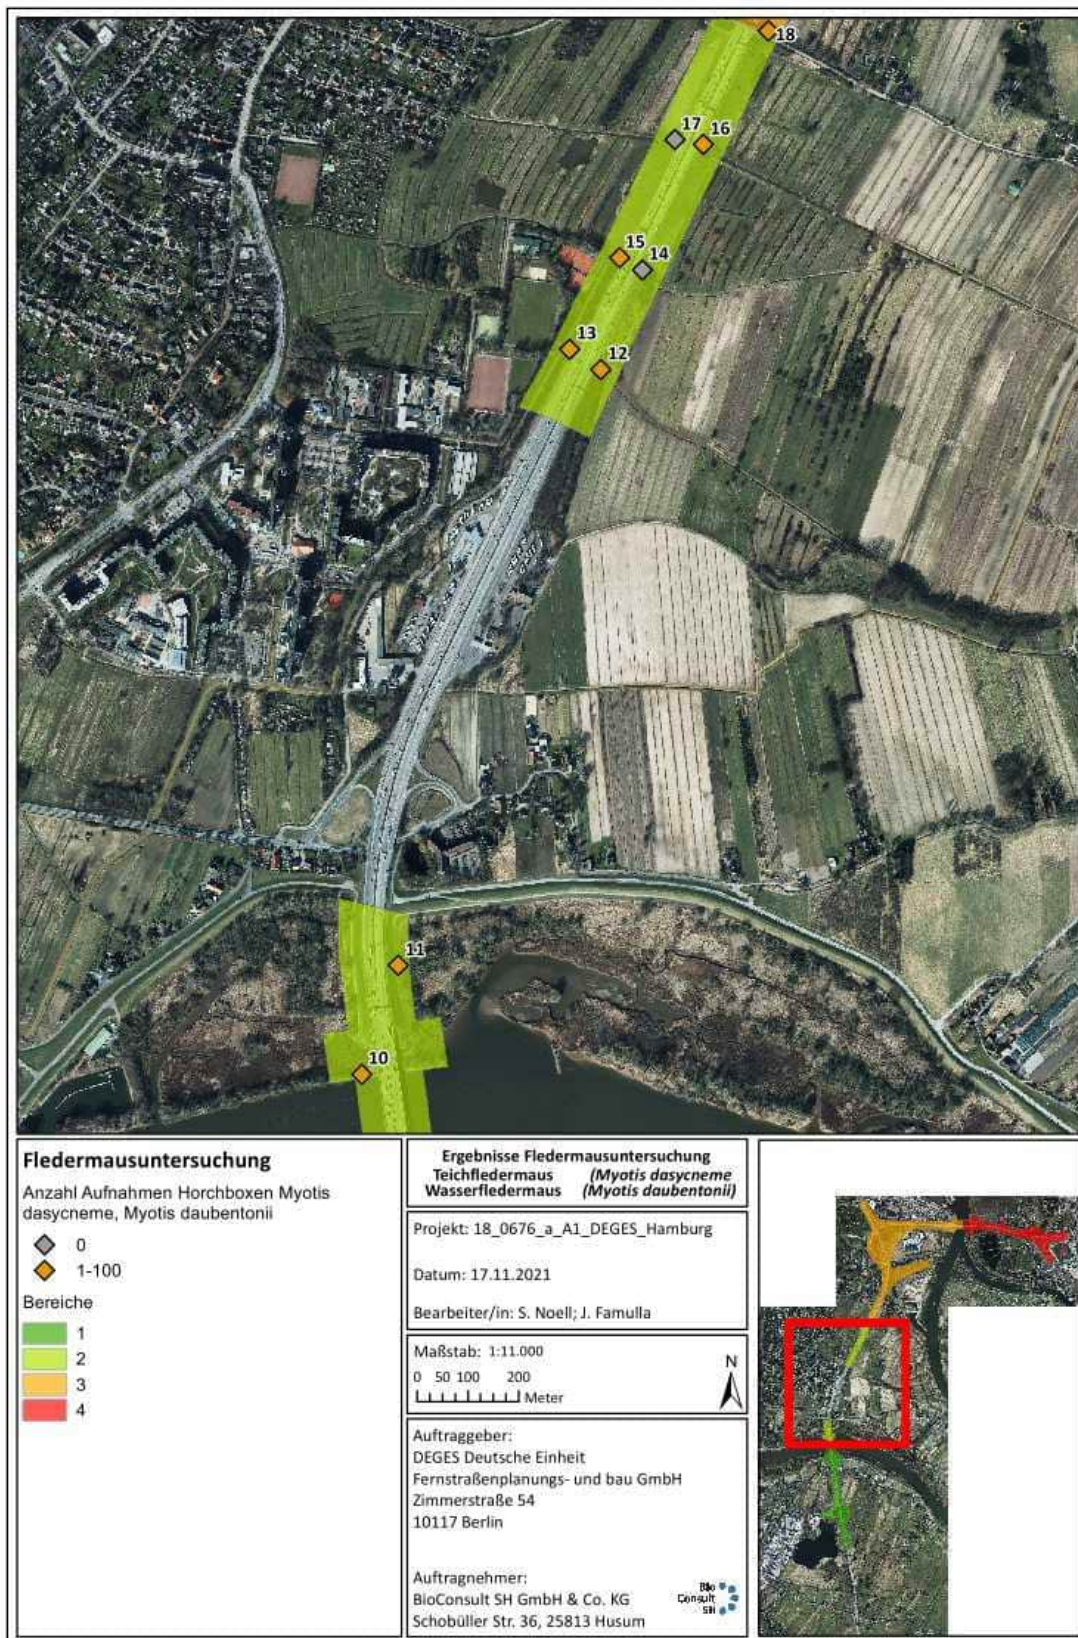 18
17
16
15
14
13
12
11
10
Fledermausuntersuchung
Anzahl Aufnahmen Horchboxen Myotis
dasycneme, Myotis daubentonii
0
1-100
Bereiche
1
2
3
4
Ergebnisse Fledermausuntersuchung
Teichfledermaus (Myotis dasycneme
Wasserfledermaus (Myotis daubentonii)
Projekt: 18_0676_a_A1_DEGES_Hamburg
Datum: 17.11.2021
Bearbeiter/in: S. Noell; J. Famulla
Maßstab: 1:11.000
0 50 100 200
Meter
N
Auftraggeber:
DEGES Deutsche Einheit
Fernstraßenplanungs- und bau GmbH
Zimmerstraße 54
10117 Berlin
Auftragnehmer:
BioConsult SH GmbH & Co. KG
Schobüller Str. 36, 25813 Husum
Bio
Consult
SH